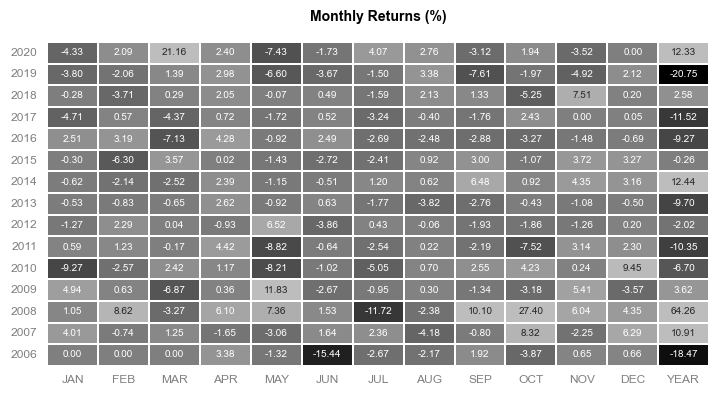 Monthly Returns (%)
2020 -4.33 2.09 21.16 2.40 -7.43 -1.73 4.07 2.76 -3.12 1.94 -3.52 0.00 12.33
2019 -3.80 -2.06 1.39 2.98 -6.60 -3.67 -1.50 3.38 -7.61 -1.97 -4.92 2.12 -20.75
2018 -0.28 -3.71 0.29 2.05 -0.07 0.49 -1.59 2.13 1.33 -5.25 7.51 0.20 2.58
2017 -4.71 0.57 -4.37 0.72 -1.72 0.52 -3.24 -0.40 -1.76 2.43 0.00 0.05 -11.52
2016 2.51 3.19 -7.13 4.28 -0.92 2.49 -2.69 -2.48 -2.88 -3.27 -1.48 -0.69 -9.27
2015 -0.30 -6.30 3.57 0.02 -1.43 -2.72 -2.41 0.92 3.00 -1.07 3.72 3.27 -0.26
2014 -0.62 -2.14 -2.52 2.39 -1.15 -0.51 1.20 0.62 6.48 0.92 4.35 3.16 12.44
2013 -0.53 -0.83 -0.65 2.62 -0.92 0.63 -1.77 -3.82 -2.76 -0.43 -1.08 -0.50 -9.70
2012 -1.27 2.29 0.04 -0.93 6.52 -3.86 0.43 -0.06 -1.93 -1.86 -1.26 0.20 -2.02
2011 0.59 1.23 -0.17 4.42 -8.82 -0.64 -2.54 0.22 -2.19 -7.52 3.14 2.30 -10.35
2010 -9.27 -2.57 2.42 1.17 -8.21 -1.02 -5.05 0.70 2.55 4.23 0.24 9.45 -6.70
2009 4.94 0.63 -6.87 0.36 11.83 -2.67 -0.95 0.30 -1.34 -3.18 5.41 -3.57 3.62
2008 1.05 8.62 -3.27 6.10 7.36 1.53 -11.72 -2.38 10.10 27.40 6.04 4.35 64.26
2007 4.01 -0.74 1.25 -1.65 -3.06 1.64 2.36 -4.18 -0.80 8.32 -2.25 6.29 10.91
2006 0.00 0.00 0.00 3.38 -1.32 -15.44 -2.67 -2.17 1.92 -3.87 0.65 0.66 -18.47
JAN FEB MAR APR MAY JUN JUL AUG SEP OCT NOV DEC YEAR